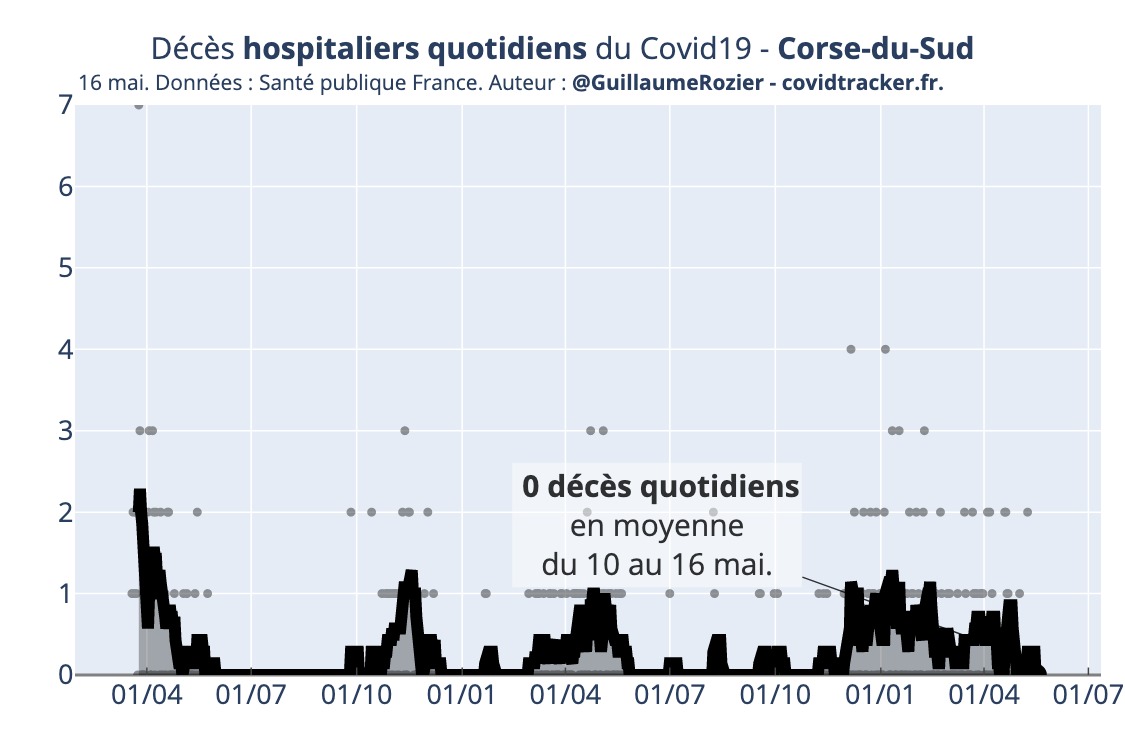 Décès hospitaliers quotidiens du Covid19 - Corse-du-Sud
16 mai. Données : Santé publique France. Auteur : @GuillaumeRozier - covidtracker.fr.
7
6
5
4
3
2
1
0
0 décès quotidiens
en moyenne
du 10 au 16 mai.
01/04 01/07 01/10 01/01 01/04 01/07 01/10 01/01 01/04 01/07